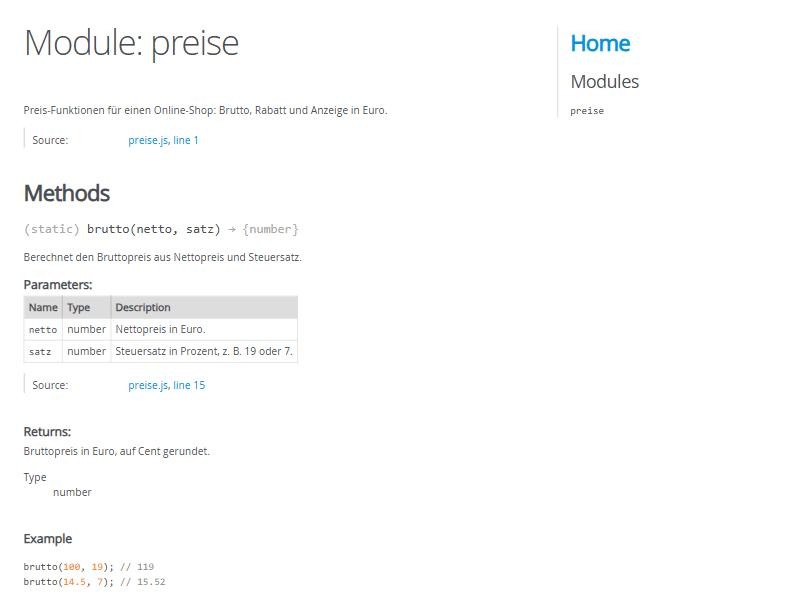 Module: preise
Preis-Funktionen für einen Online-Shop: Brutto, Rabatt und Anzeige in Euro.
Source: preise.js, line 1
Methods
(static) brutto(netto, satz) → {number}
Berechnet den Bruttopreis aus Nettopreis und Steuersatz.
Parameters:
Name Type Description
netto number Nettopreis in Euro.
satz number Steuersatz in Prozent, z. B. 19 oder 7.
Source: preise.js, line 15
Returns:
Bruttopreis in Euro, auf Cent gerundet.
Type
number
Example
brutto(100, 19); // 119
brutto(14.5, 7); // 15.52
Home
Modules
preise